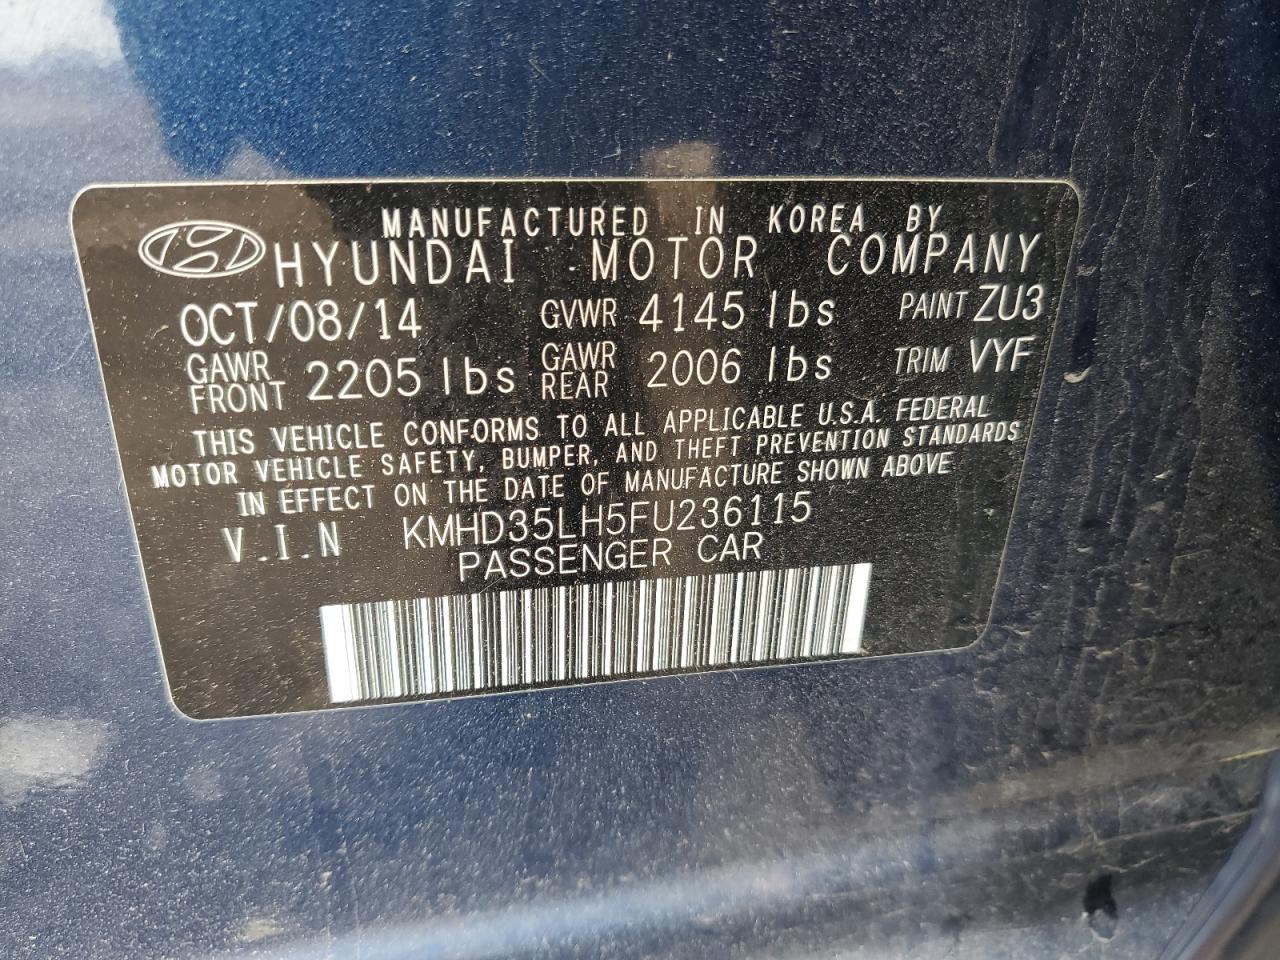 MANUFACTURED IN KOREA BY
HYUNDAI MOTOR COMPANY
OCT/08/14 GVWR 4145 lbs PAINT ZU3
GAWR FRONT 2205 lbs GAWR REAR 2006 lbs TRIM VYF
THIS VEHICLE CONFORMS TO ALL APPLICABLE U.S.A. FEDERAL
MOTOR VEHICLE SAFETY, BUMPER, AND THEFT PREVENTION STANDARDS
IN EFFECT ON THE DATE OF MANUFACTURE SHOWN ABOVE
V.I.N KMHD35LH5FU236115
PASSENGER CAR